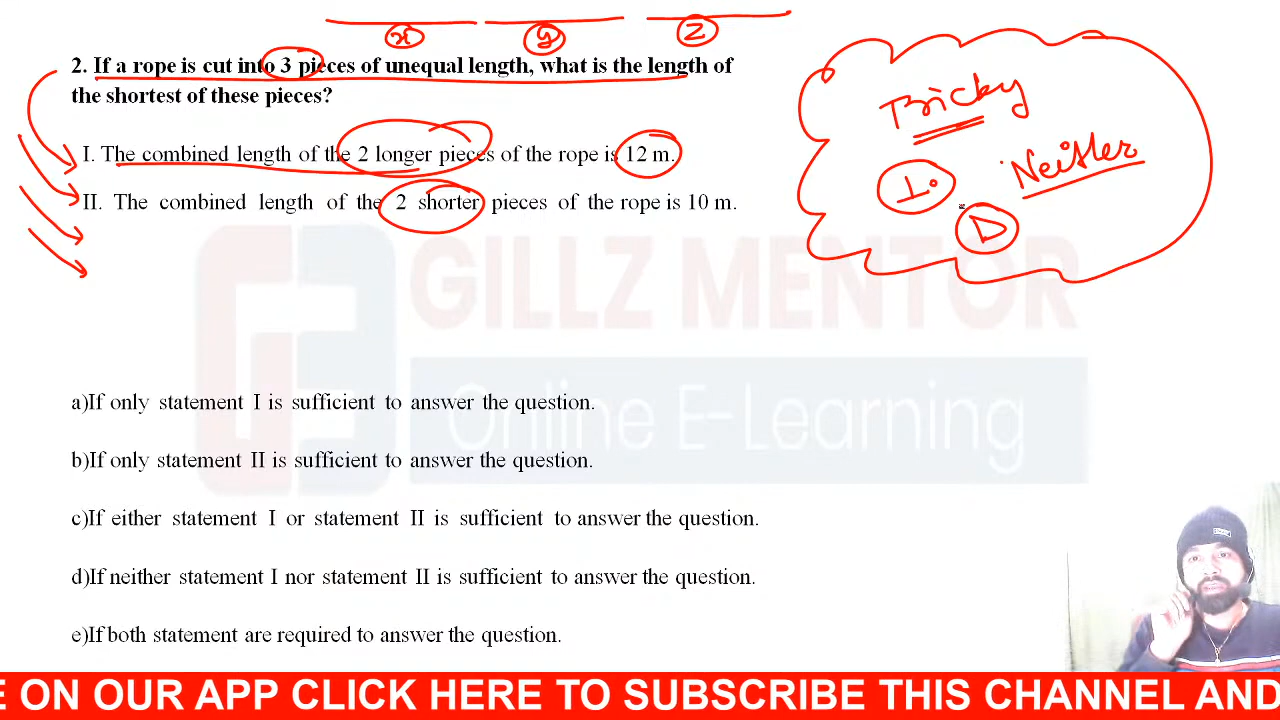 x y z
2. If a rope is cut into 3 pieces of unequal length, what is the length of
the shortest of these pieces?
I. The combined length of the 2 longer pieces of the rope is 12 m.
II. The combined length of the 2 shorter pieces of the rope is 10 m.
Tricky
I. Neither
D
GILLZ MENTOR
Online E-Learning
a)If only statement I is sufficient to answer the question.
b)If only statement II is sufficient to answer the question.
c)If either statement I or statement II is sufficient to answer the question.
d)If neither statement I nor statement II is sufficient to answer the question.
e)If both statement are required to answer the question.
E ON OUR APP CLICK HERE TO SUBSCRIBE THIS CHANNEL AND